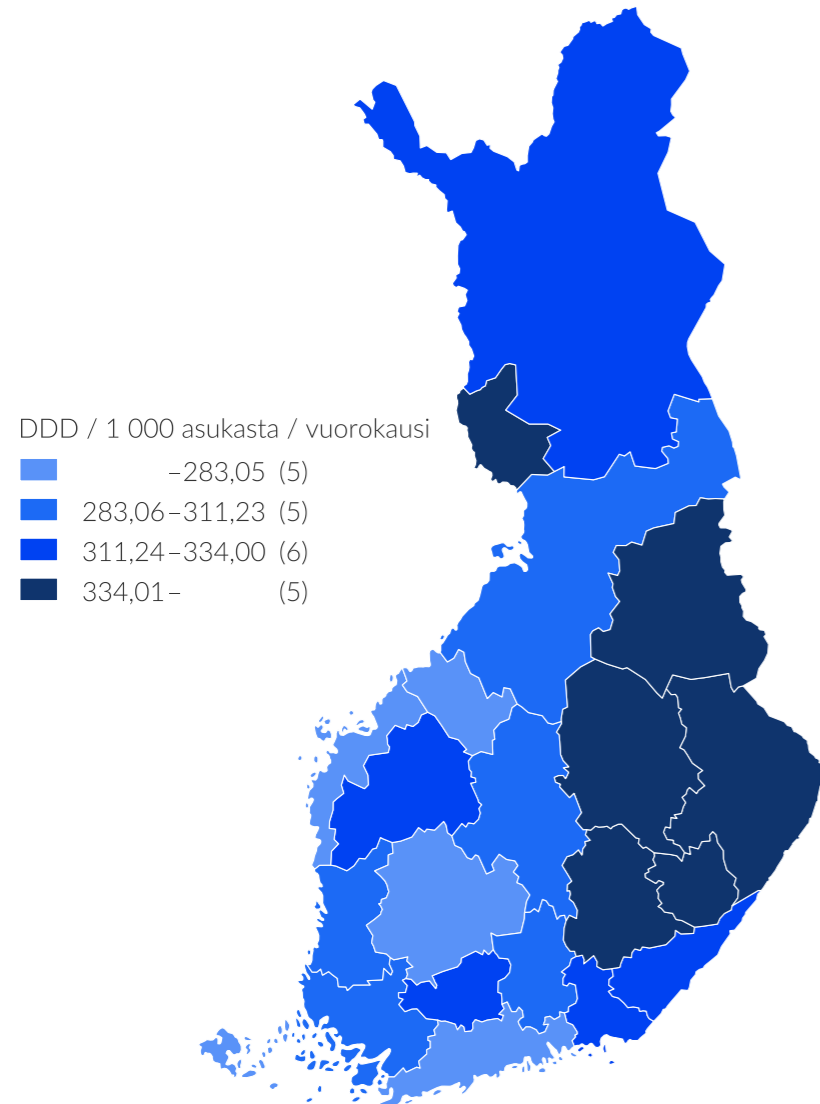 DDD / 1 000 asukasta / vuorokausi
–283,05 (5)
283,06–311,23 (5)
311,24–334,00 (6)
334,01– (5)